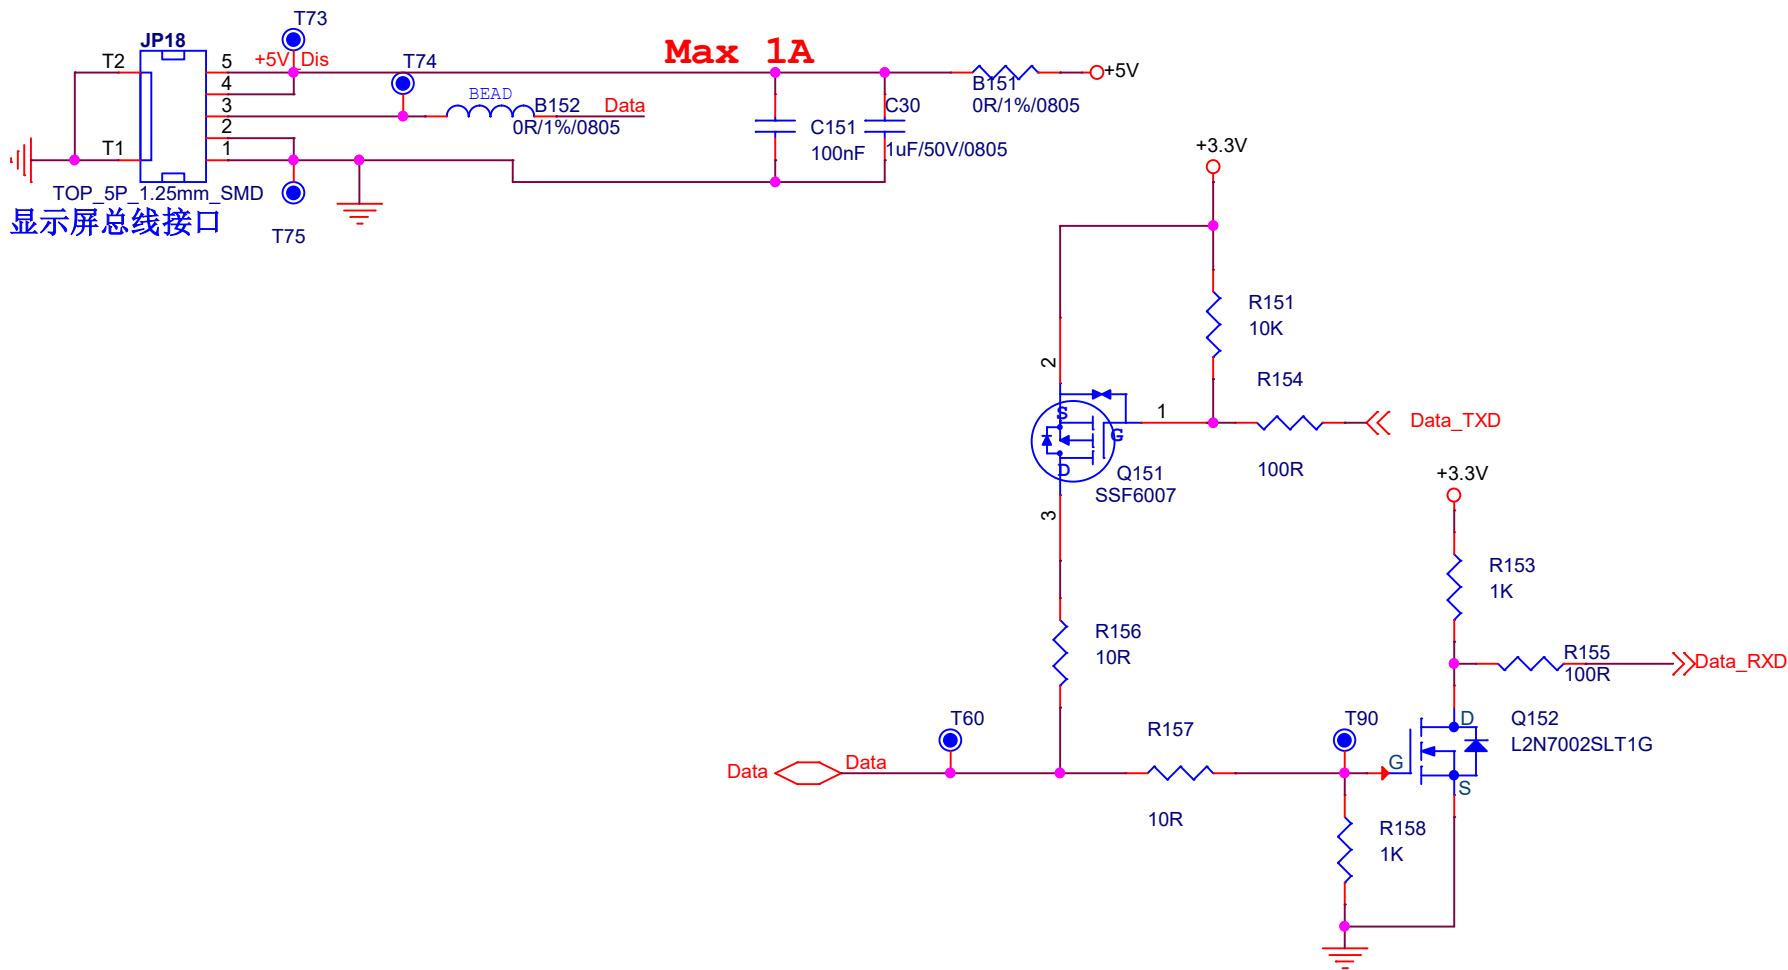 T73
JP18
T2
5
+5V_Dis
T74
Max 1A
+5V
4
BEAD
B151
3
B152
Data
C30
0R/1%/0805
2
0R/1%/0805
C151
T1
1
100nF
1uF/50V/0805
+3.3V
TOP_5P_1.25mm_SMD
显示屏总线接口
T75
R151
10K
2
R154
S
1
Data_TXD
G
D
Q151
100R
SSF6007
+3.3V
3
R153
1K
R156
10R
R155
Data_RXD
100R
T60
R157
T90
D
Q152
L2N7002SLT1G
Data
Data
G
S
10R
R158
1K